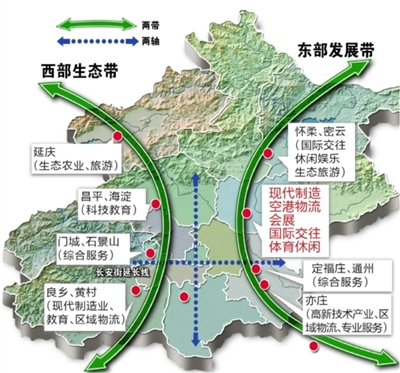 两带
两轴
西部生态带
东部发展带
延庆
（生态农业、旅游）
昌平、海淀
（科技教育）
门城、石景山
（综合服务）
长安街延长线
良乡、黄村
（现代制造业、
教育、区域物流）
怀柔、密云
（国际交往
休闲娱乐
生态旅游）
现代制造
空港物流
会展
国际交往
体育休闲
定福庄、通州
（综合服务）
亦庄
（高新技术产业、区
域物流、专业服务）